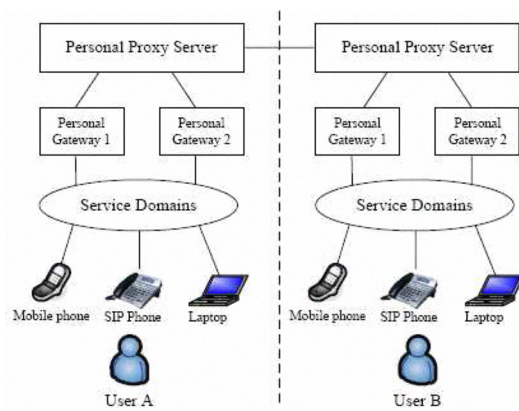 Personal Proxy Server
Personal Proxy Server
Personal
Gateway 1
Personal
Gateway 2
Personal
Gateway 1
Personal
Gateway 2
Service Domains
Service Domains
Mobile phone
SIP Phone
Laptop
Mobile phone
SIP Phone
Laptop
User A
User B